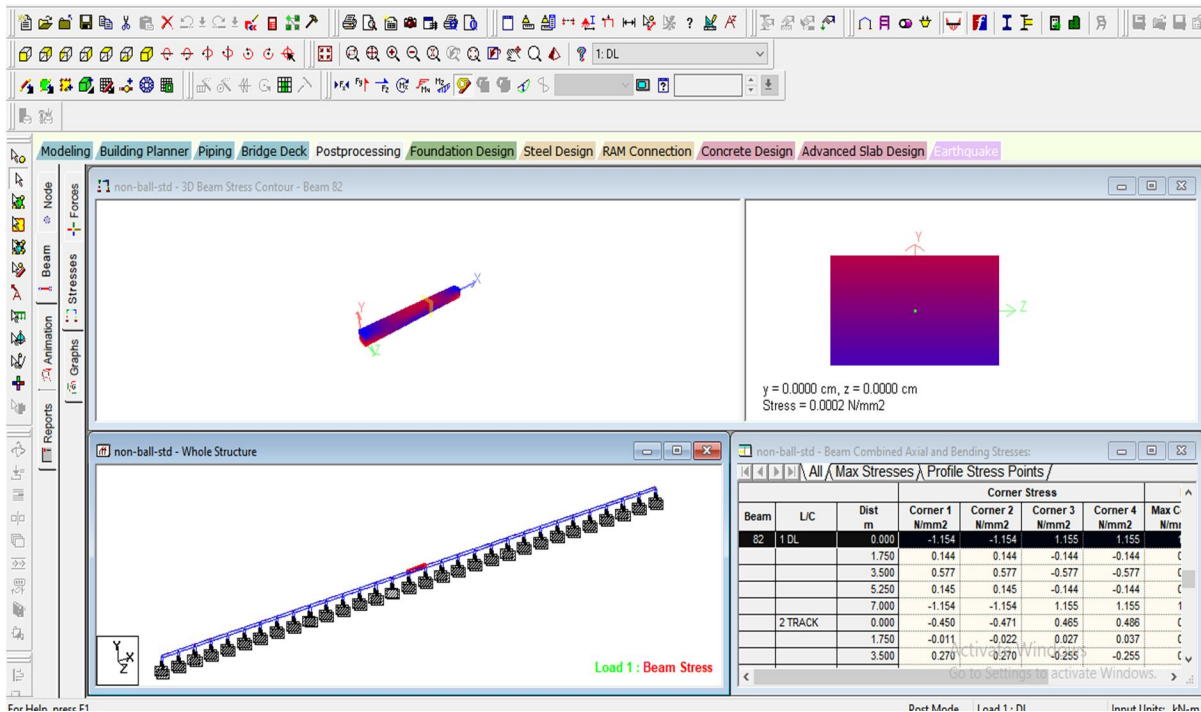 1: DL
Modeling Building Planner Piping Bridge Deck Postprocessing Foundation Design Steel Design RAM Connection Concrete Design Advanced Slab Design Earthquake
Node
Beam
Animation
Reports
Forces
Stresses
Graphs
non-ball-std - 3D Beam Stress Contour - Beam 82
X
Y
Z
Y
Z
y = 0.0000 cm, z = 0.0000 cm
Stress = 0.0002 N/mm2
non-ball-std - Whole Structure
Y
X
Z
Load 1 : Beam Stress
non-ball-std - Beam Combined Axial and Bending Stresses:
All Max Stresses Profile Stress Points
Corner Stress
Beam L/C Dist m Corner 1 N/mm2 Corner 2 N/mm2 Corner 3 N/mm2 Corner 4 N/mm2 Max
82 1 DL 0.000 -1.154 -1.154 1.155 1.155
1.750 0.144 0.144 -0.144 -0.144
3.500 0.577 0.577 -0.577 -0.577
5.250 0.145 0.145 -0.144 -0.144
7.000 -1.154 -1.154 1.155 1.155
2 TRACK 0.000 -0.450 -0.471 0.465 0.486
1.750 -0.011 -0.022 0.027 0.037
3.500 0.270 0.270 -0.255 -0.255
Activate Windows
Go to Settings to activate Windows.
For Help, press F1
Post Mode Load 1 : DL Input Units: kN-m